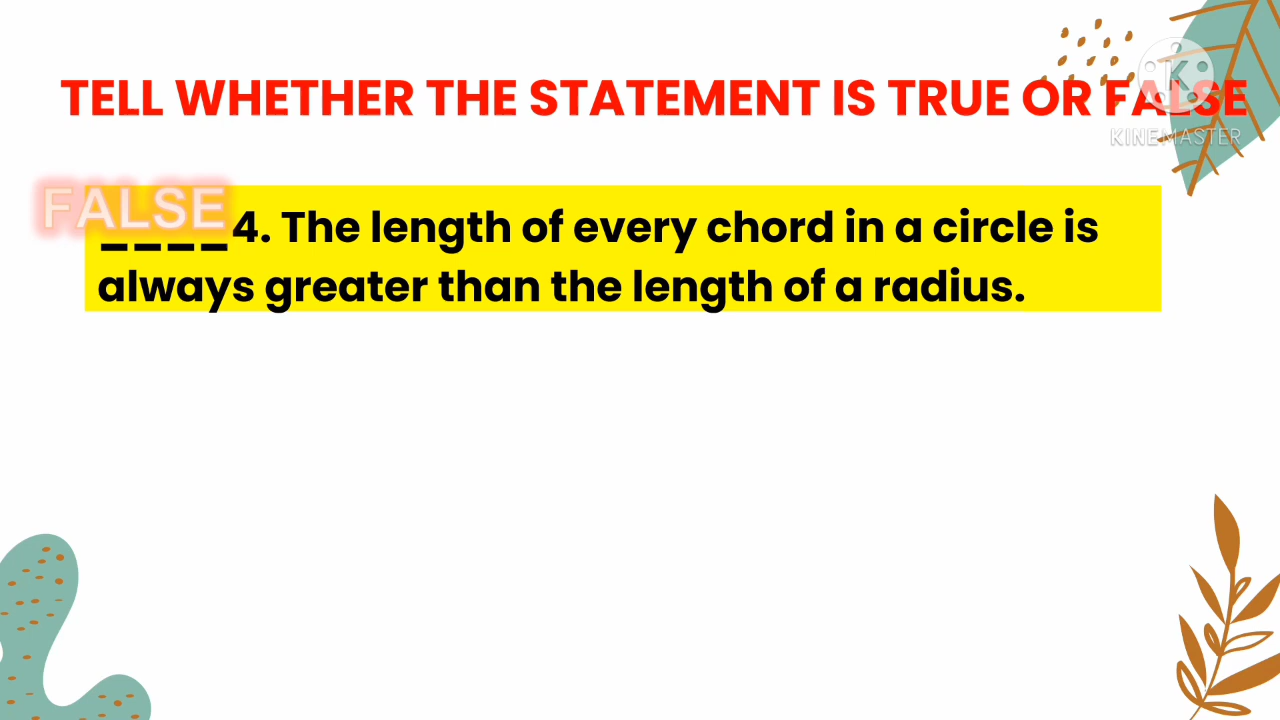 TELL WHETHER THE STATEMENT IS TRUE OR FALSE
KINEMASTER
FALSE
____4. The length of every chord in a circle is
always greater than the length of a radius.